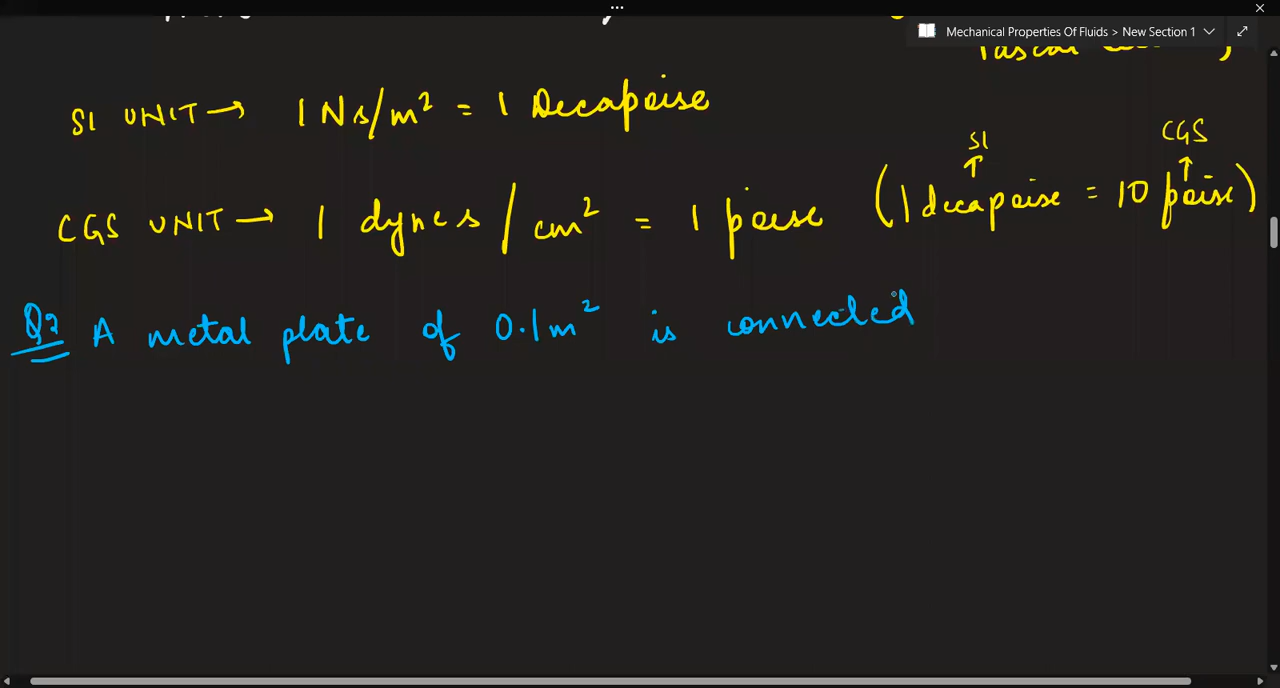 ...
Mechanical Properties Of Fluids > New Section 1
SI UNIT → 1 Ns/m² = 1 Decapoise
SI CGS
CGS UNIT → 1 dynes/cm² = 1 poise (1 decapoise = 10 poise)
Q2 A metal plate of 0.1m² is connected